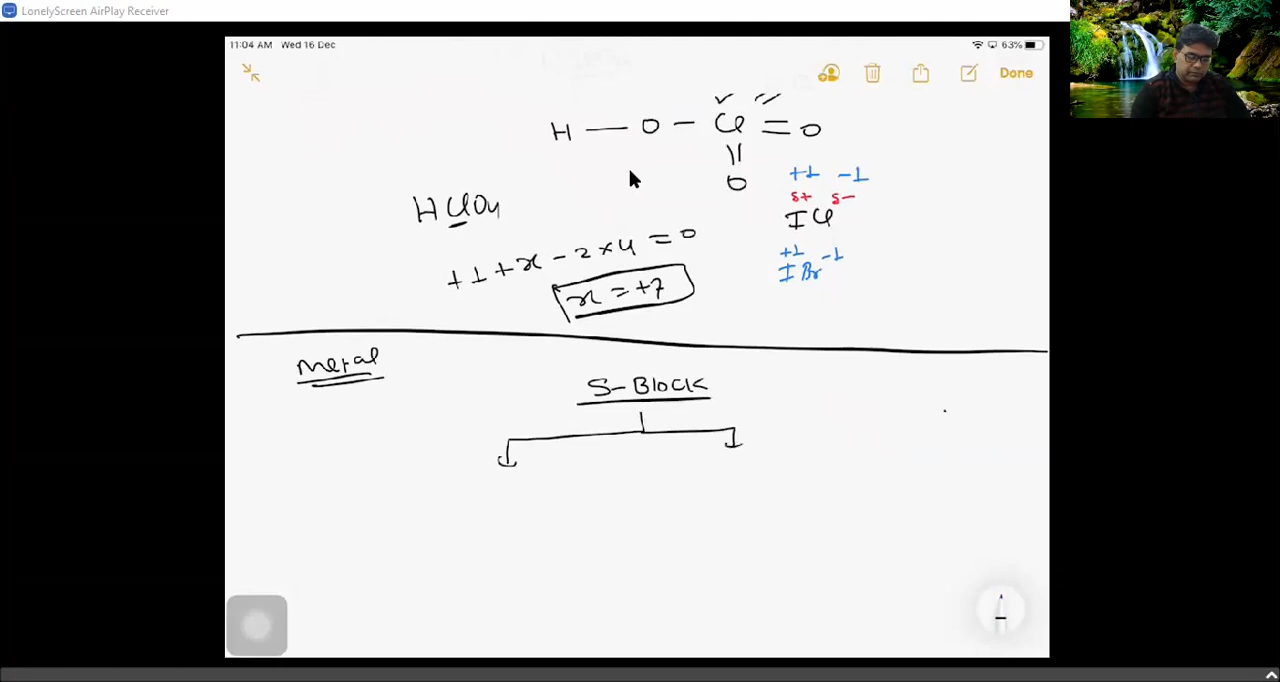 LonelyScreen AirPlay Receiver
11:04 AM Wed 16 Dec
63%
Done
H — O — Cl = O
||
O
+1 -1
δ+ δ-
ICl
HClO4
+1 + x - 2 × 4 = 0
x = +7
+1 -1
I Br
Metal
S-Block